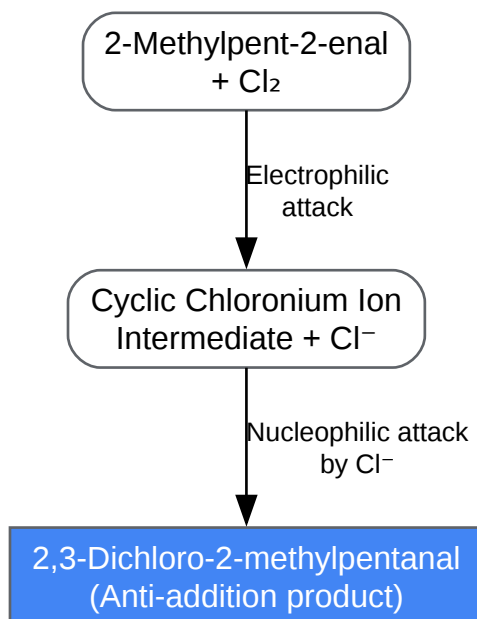 2-Methylpent-2-enal
+ Cl₂
Electrophilic
attack
Cyclic Chloronium Ion
Intermediate + Cl⁻
Nucleophilic attack
by Cl⁻
2,3-Dichloro-2-methylpentanal
(Anti-addition product)